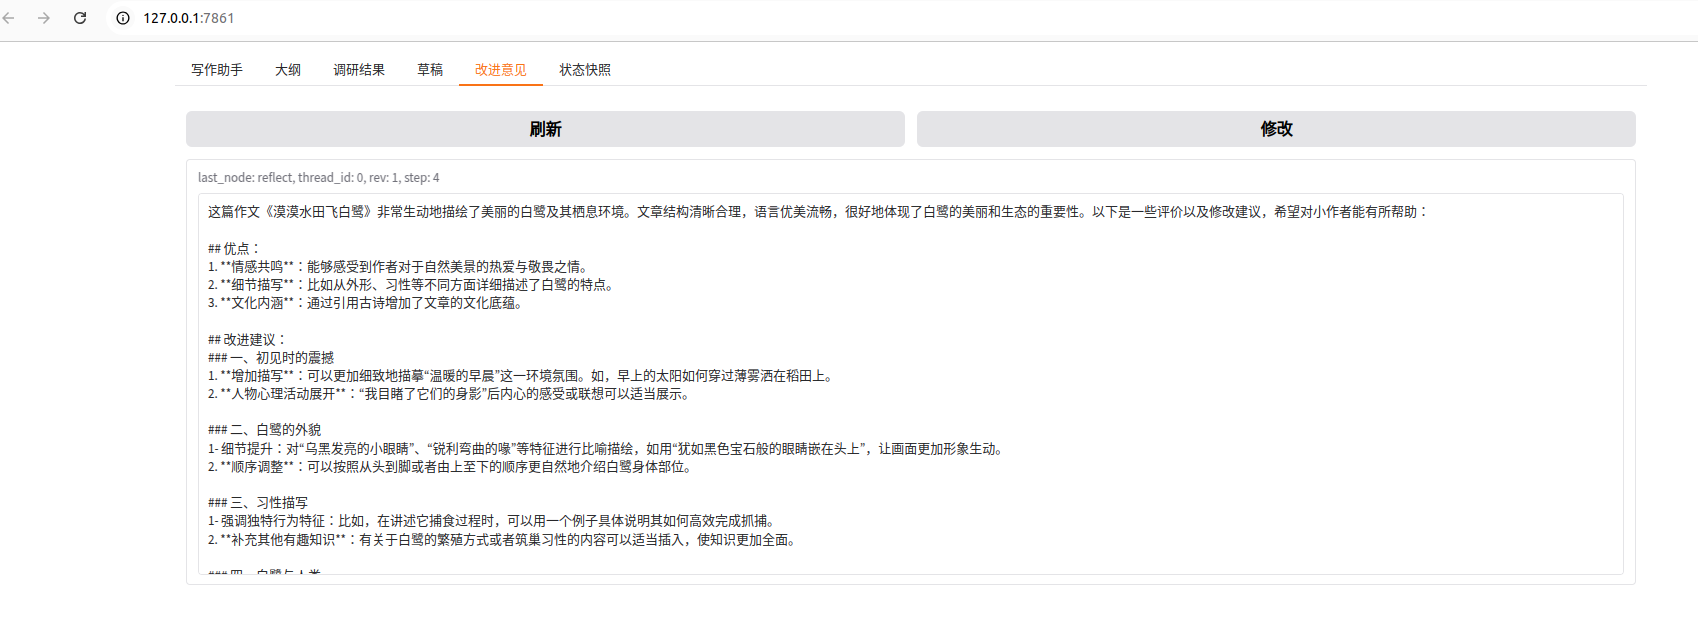 127.0.0.1:7861
写作助手 大纲 调研结果 草稿 改进意见 状态快照
刷新 修改
last_node: reflect, thread_id: 0, rev: 1, step: 4
这篇作文《漠漠水田飞白鹭》非常生动地描绘了美丽的白鹭及其栖息环境。文章结构清晰合理，语言优美流畅，很好地体现了白鹭的美丽和生态的重要性。以下是一些评价以及修改建议，希望对小作者能有所帮助：
## 优点：
1. **情感共鸣**：能够感受到作者对于自然美景的热爱与敬畏之情。
2. **细节描写**：比如从外形、习性等不同方面详细描述了白鹭的特点。
3. **文化内涵**：通过引用古诗增加了文章的文化底蕴。
## 改进建议：
### 一、初见时的震撼
1. **增加描写**：可以更加细致地描摹“温暖的早晨”这一环境氛围。如，早上的太阳如何穿过薄雾洒在稻田上。
2. **人物心理活动展开**：“我目睹了它们的身影”后内心的感受或联想可以适当展示。
### 二、白鹭的外貌
1- 细节提升：对“乌黑发亮的小眼睛”、“锐利弯曲的喙”等特征进行比喻描绘，如用“犹如黑色宝石般的眼睛嵌在头上”，让画面更加形象生动。
2. **顺序调整**：可以按照从头到脚或者由上至下的顺序更自然地介绍白鹭身体部位。
### 三、习性描写
1- 强调独特行为特征：比如，在讲述它捕食过程时，可以用一个例子具体说明其如何高效完成抓捕。
2. **补充其他有趣知识**：有关于白鹭的繁殖方式或者筑巢习性的内容可以适当插入，使知识更加全面。
### 四、白鹭与人类